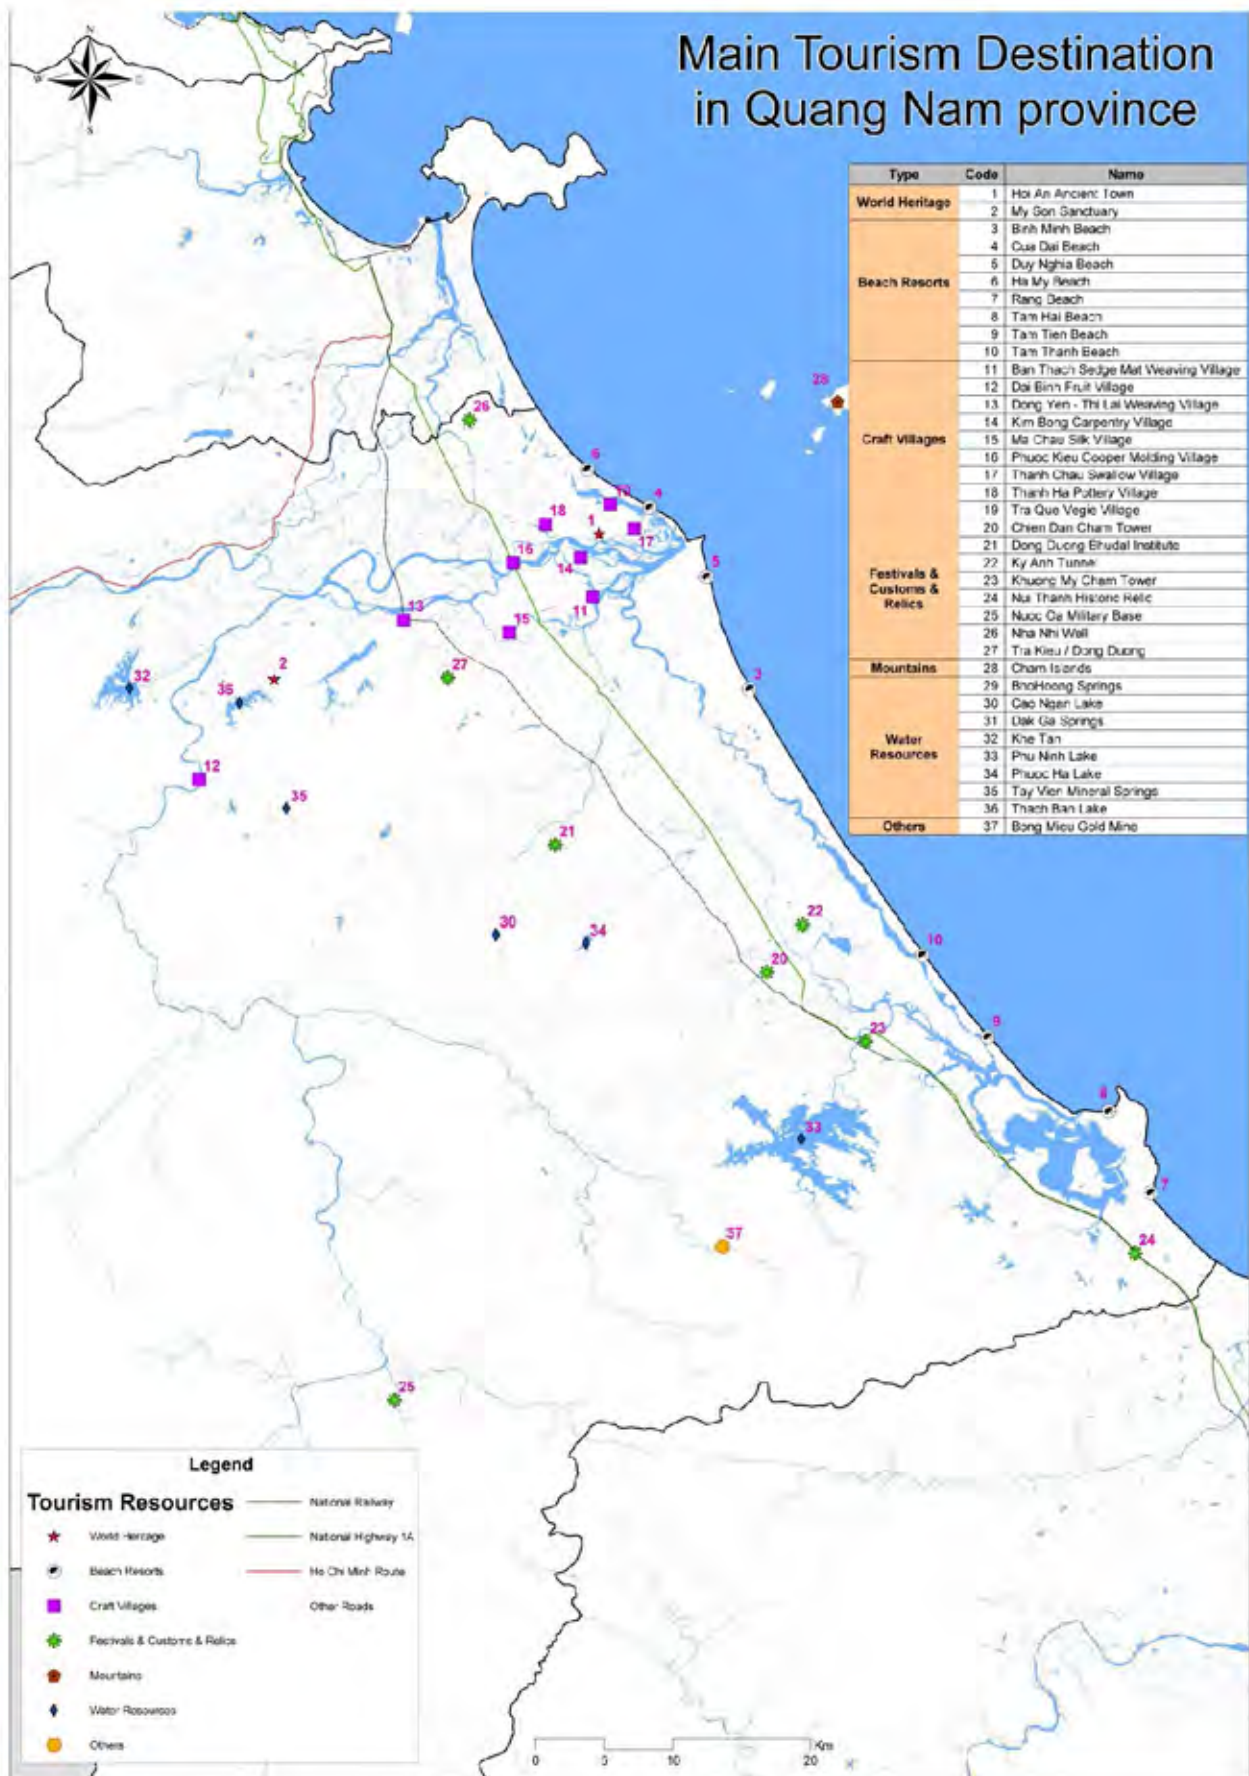 Main Tourism Destination
in Quang Nam province
N
S
Type Code Name
World Heritage
1 Hoi An Ancient Town
2 My Son Sanctuary
Beach Resorts
3 Binh Minh Beach
4 Cua Dai Beach
5 Duy Nghia Beach
6 Ha My Beach
7 Rang Beach
8 Tam Hai Beach
9 Tam Tien Beach
10 Tam Thanh Beach
Craft Villages
11 Ban Thach Sedge Mat Weaving Village
12 Dai Binh Fruit Village
13 Dong Yen - Thi Lai Weaving Village
14 Kim Bong Carpentry Village
15 Ma Chau Silk Village
16 Phuoc Kieu Cooper Molding Village
17 Thanh Chau Swallow Village
18 Thanh Ha Pottery Village
19 Tra Que Vegie Village
Festivals &
Customs &
Relics
20 Chien Dan Cham Tower
21 Dong Duong Bhudal Institute
22 Ky Anh Tunnel
23 Khuong My Cham Tower
24 Nui Thanh Historic Relic
25 Nuoc Oa Military Base
26 Nha Nhi Well
27 Tra Kieu / Dong Duong
Mountains
28 Cham Islands
Water
Resources
29 BhoHoong Springs
30 Cao Ngan Lake
31 Dak Ga Springs
32 Khe Tan
33 Phu Ninh Lake
34 Phuoc Ha Lake
35 Tay Vien Mineral Springs
36 Thach Ban Lake
Others
37 Bong Mieu Gold Mine
28
26
6
19
4
18
1
17
16
14
5
13
11
15
2
27
32
36
3
12
35
21
22
30
34
10
20
9
23
8
33
7
37
24
25
Legend
Tourism Resources
World Heritage
Beach Resorts
Craft Villages
Festivals & Customs & Relics
Mountains
Water Resources
Others
National Railway
National Highway 1A
Ho Chi Minh Route
Other Roads
Km
0 5 10 20